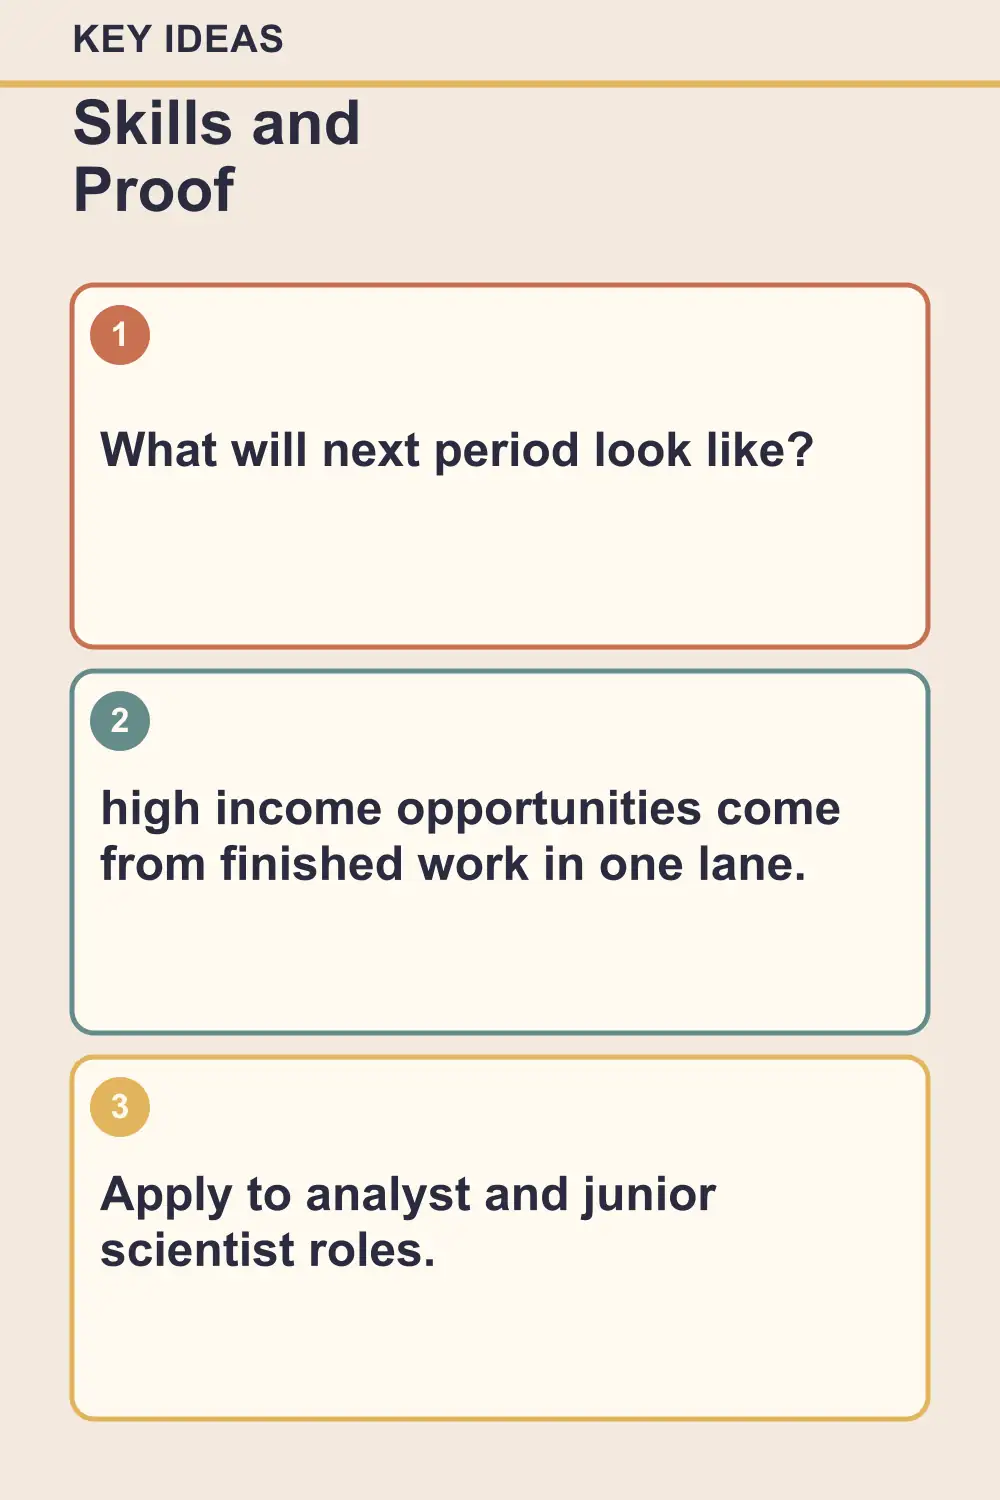 KEY IDEAS
Skills and
Proof
1
What will next period look like?
2
high income opportunities come
from finished work in one lane.
3
Apply to analyst and junior
scientist roles.